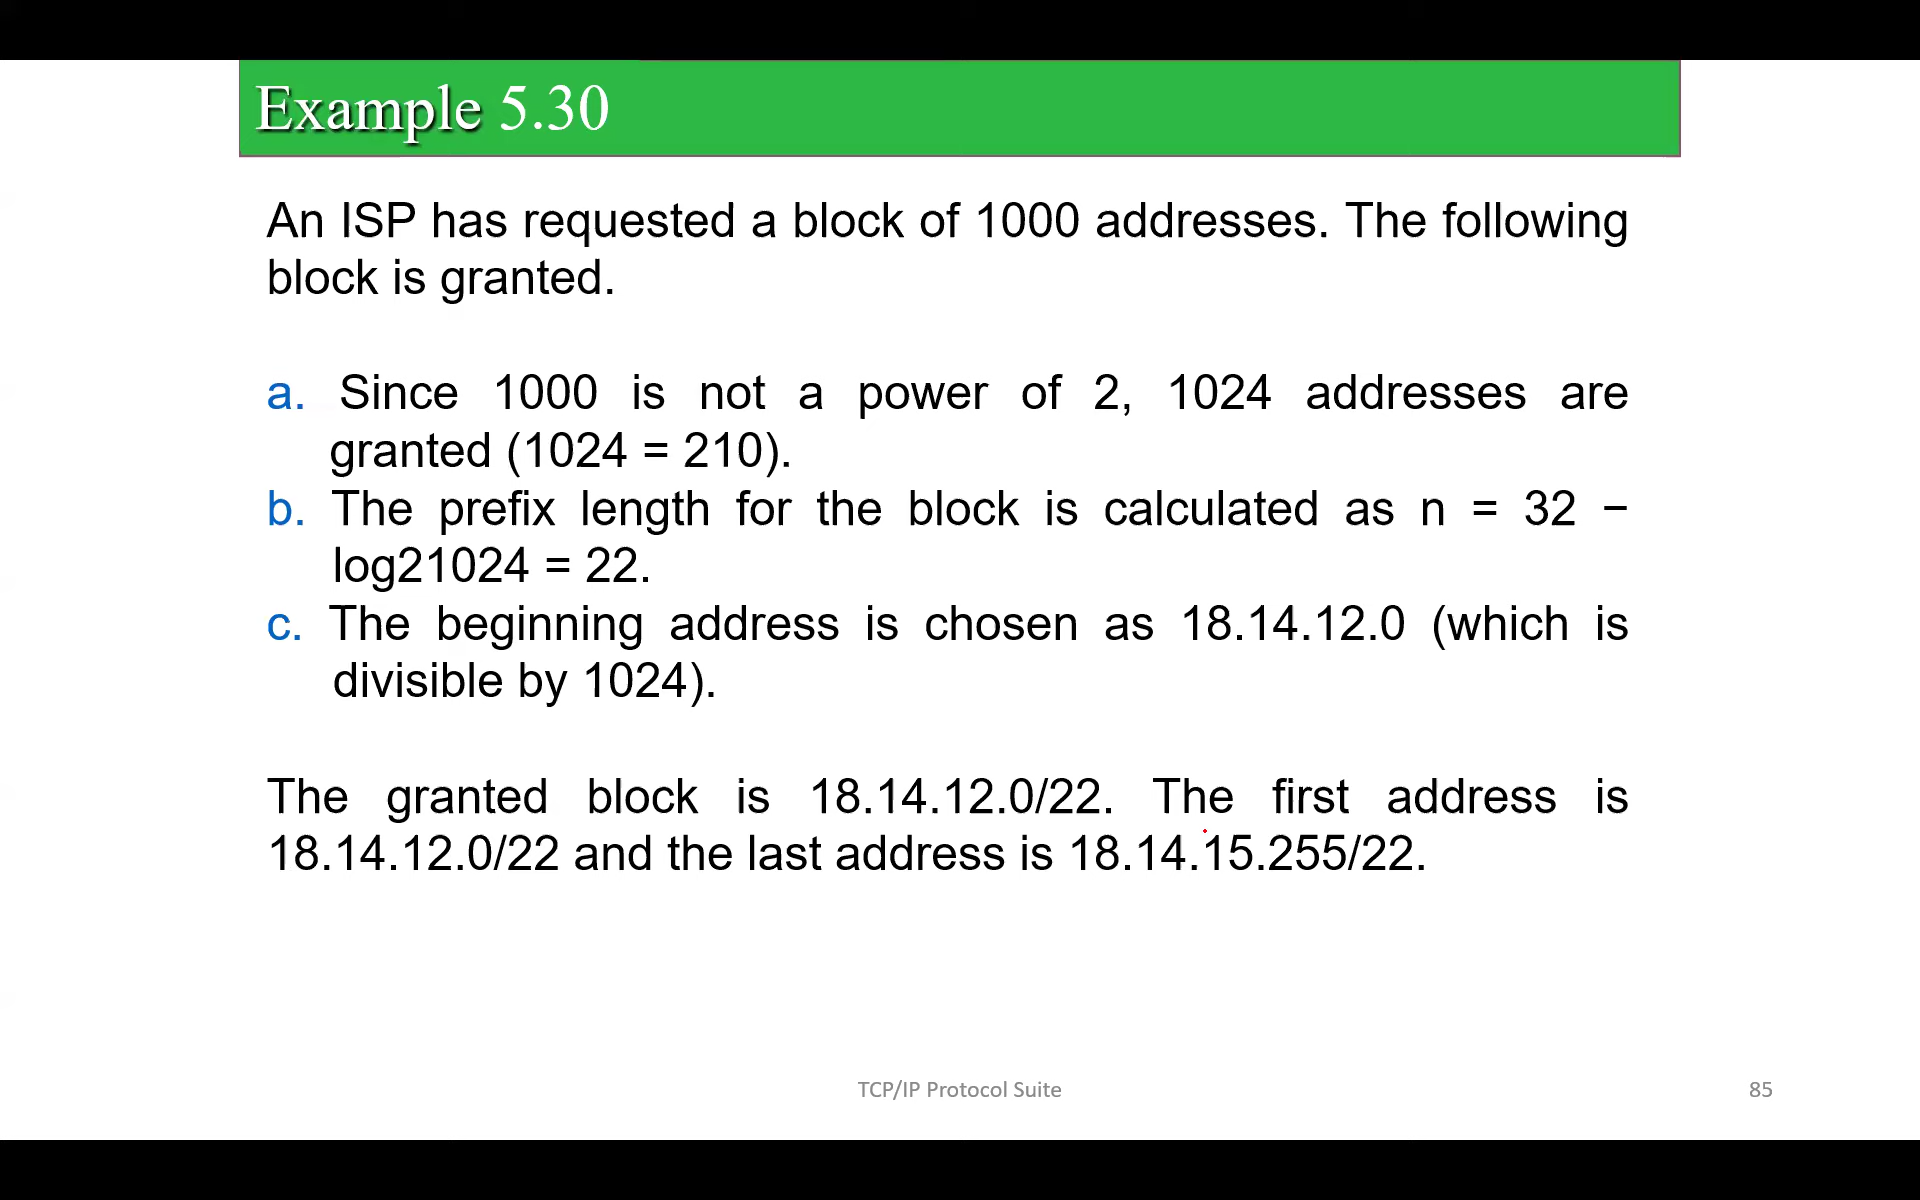 Example 5.30
An ISP has requested a block of 1000 addresses. The following
block is granted.
a. Since 1000 is not a power of 2, 1024 addresses are
granted (1024 = 210).
b. The prefix length for the block is calculated as n = 32 −
log21024 = 22.
c. The beginning address is chosen as 18.14.12.0 (which is
divisible by 1024).
The granted block is 18.14.12.0/22. The first address is
18.14.12.0/22 and the last address is 18.14.15.255/22.
TCP/IP Protocol Suite
85